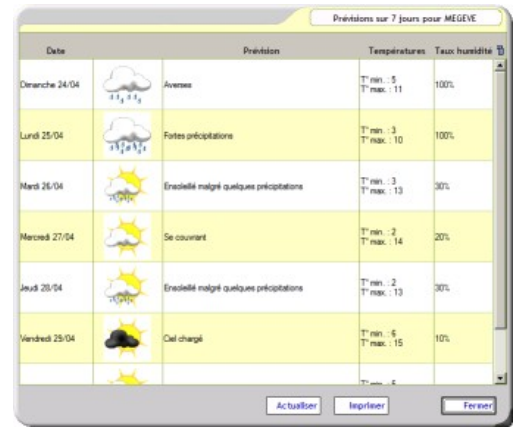 Prévisions sur 7 jours pour MEGEVE
Date Prévision Températures Taux humidité
Dimanche 24/04 Averses T° min. : 5 T° max. : 11 100%
Lundi 25/04 Fortes précipitations T° min. : 3 T° max. : 10 100%
Mardi 26/04 Ensoleillé malgré quelques précipitations T° min. : 3 T° max. : 13 30%
Mercredi 27/04 Se couvrant T° min. : 2 T° max. : 14 20%
Jeudi 28/04 Ensoleillé malgré quelques précipitations T° min. : 2 T° max. : 13 30%
Vendredi 29/04 Ciel chargé T° min. : 6 T° max. : 15 10%
Actualiser Imprimer Fermer